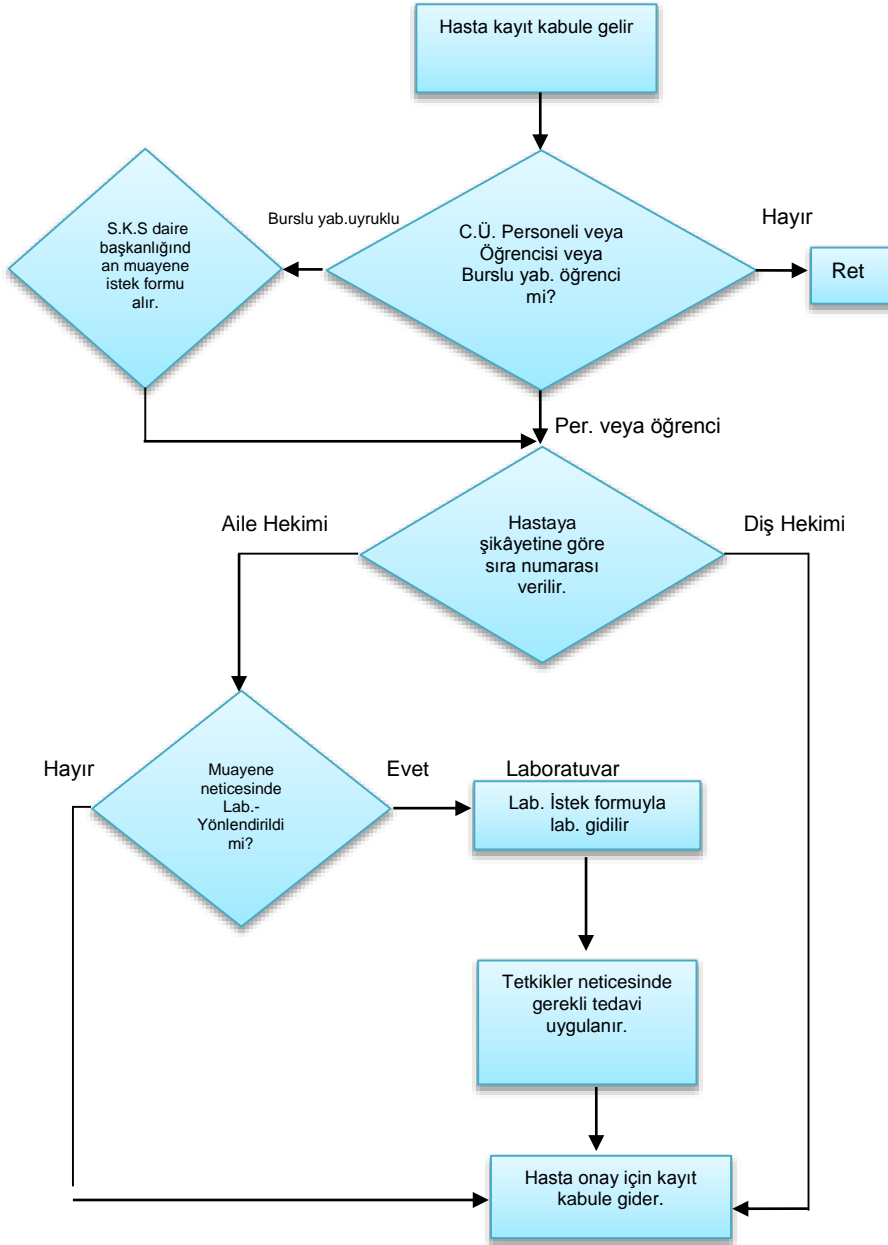 Hasta kayıt kabule gelir
Burslu yab.uyruklu
Hayır
S.K.S daire
başkanlığınd
an muayene
istek formu
alır.
C.Ü. Personeli veya
Öğrencisi veya
Burslu yab. öğrenci
mi?
Ret
Per. veya öğrenci
Aile Hekimi
Hastaya
şikâyetine göre
sıra numarası
verilir.
Diş Hekimi
Hayır
Muayene
neticesinde
Lab.-
Yönlendirildi
mi?
Evet
Laboratuvar
Lab. İstek formuyla
lab. gidilir
Tetkikler neticesinde
gerekli tedavi
uygulanır.
Hasta onay için kayıt
kabule gider.